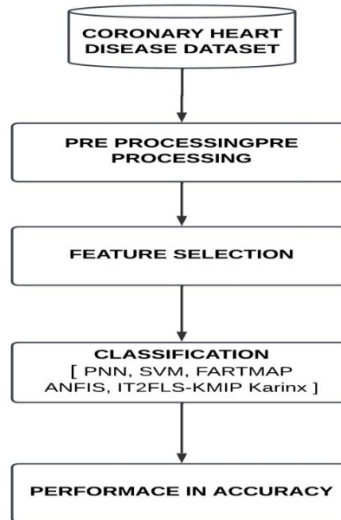 CORONARY HEART
DISEASE DATASET
PRE PROCESSINGPRE
PROCESSING
FEATURE SELECTION
CLASSIFICATION
[ PNN, SVM, FARTMAP
ANFIS, IT2FLS-KMIP Karinx ]
PERFORMACE IN ACCURACY